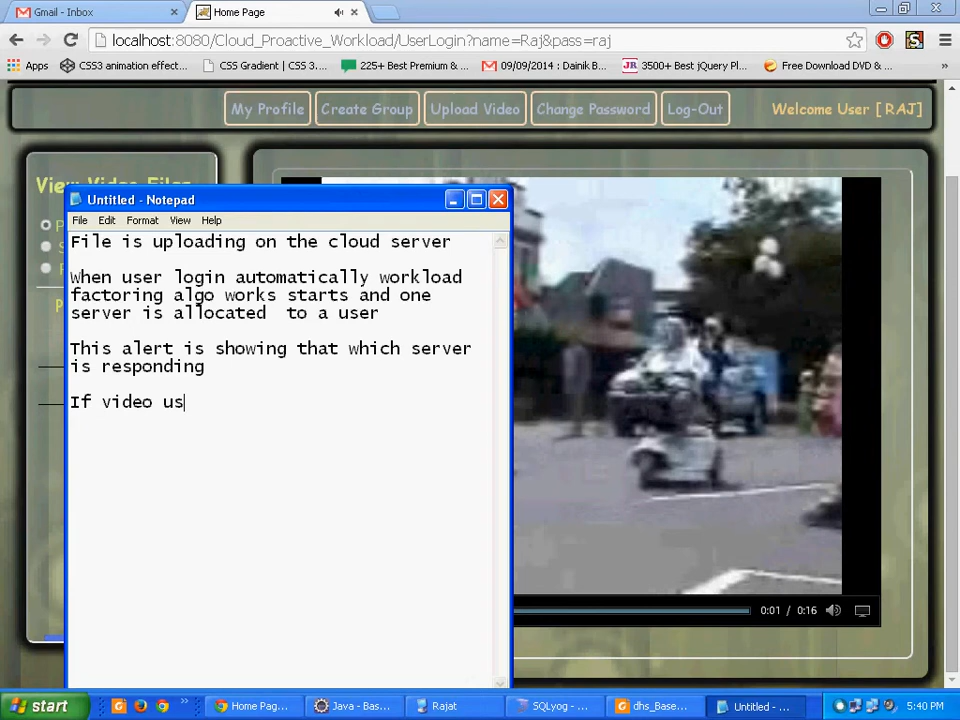 Gmail - Inbox
Home Page
localhost:8080/Cloud_Proactive_Workload/UserLogin?name=Raj&pass=raj
Apps
CSS3 animation effect...
CSS Gradient | CSS 3....
225+ Best Premium & ...
09/09/2014 : Dainik B...
3500+ Best jQuery Pl...
Free Download DVD & ...
»
My Profile
Create Group
Upload Video
Change Password
Log-Out
Welcome User [ RAJ]
View Video Files
Untitled - Notepad
File Edit Format View Help
File is uploading on the cloud server
When user login automatically workload
factoring algo works starts and one
server is allocated  to a user
This alert is showing that which server
is responding
If video us
0:01 / 0:16
start
»
Home Pag...
Java - Bas...
Rajat
SQLyog - ...
dhs_Base...
Untitled - ...
5:40 PM